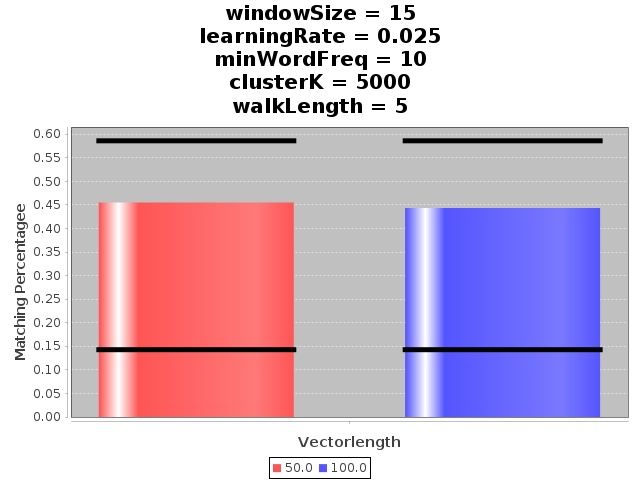 windowSize = 15
learningRate = 0.025
minWordFreq = 10
clusterK = 5000
walkLength = 5
0.60
0.55
0.50
0.45
0.40
0.35
0.30
0.25
0.20
0.15
0.10
0.05
0.00
Matching Percentagee
Vectorlength
50.0 100.0